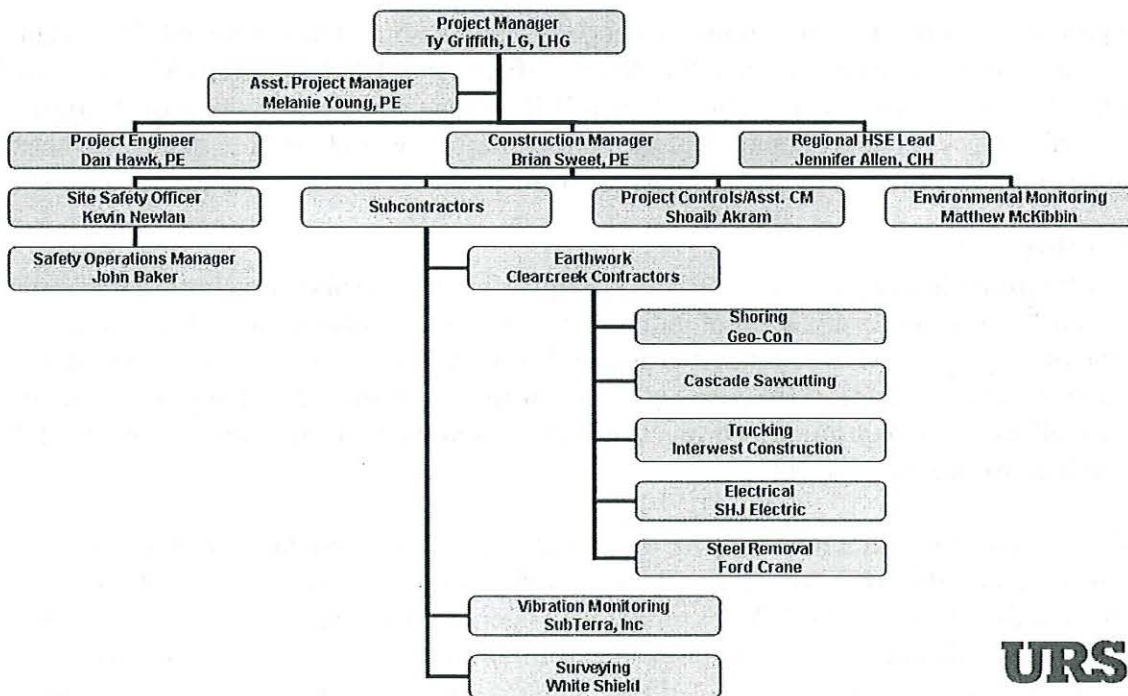 Project Manager
Ty Griffith, LG, LHG
Asst. Project Manager
Melanie Young, PE
Project Engineer
Dan Hawk, PE
Construction Manager
Brian Sweet, PE
Regional HSE Lead
Jennifer Allen, CIH
Site Safety Officer
Kevin Newlan
Subcontractors
Project Controls/Asst. CM
Shoaib Akram
Environmental Monitoring
Matthew McKibbin
Safety Operations Manager
John Baker
Earthwork
Clearcreek Contractors
Shoring
Geo-Con
Cascade Sawcutting
Trucking
Interwest Construction
Electrical
SHJ Electric
Steel Removal
Ford Crane
Vibration Monitoring
SubTerra, Inc
Surveying
White Shield
URS